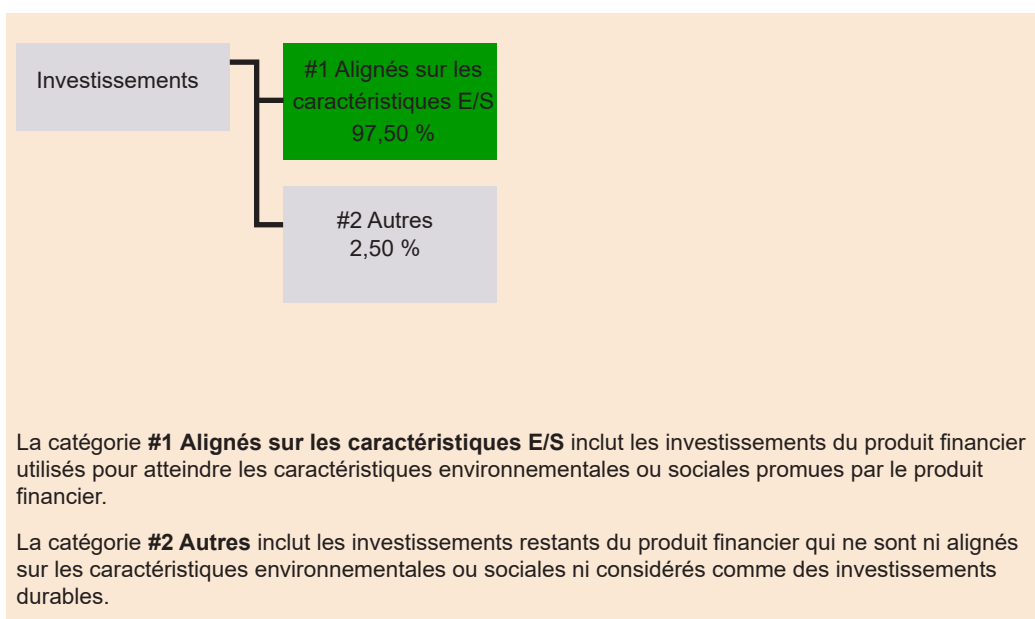 Investissements
#1 Alignés sur les
caractéristiques E/S
97,50 %
#2 Autres
2,50 %
La catégorie #1 Alignés sur les caractéristiques E/S inclut les investissements du produit financier
utilisés pour atteindre les caractéristiques environnementales ou sociales promues par le produit
financier.
La catégorie #2 Autres inclut les investissements restants du produit financier qui ne sont ni alignés
sur les caractéristiques environnementales ou sociales ni considérés comme des investissements
durables.